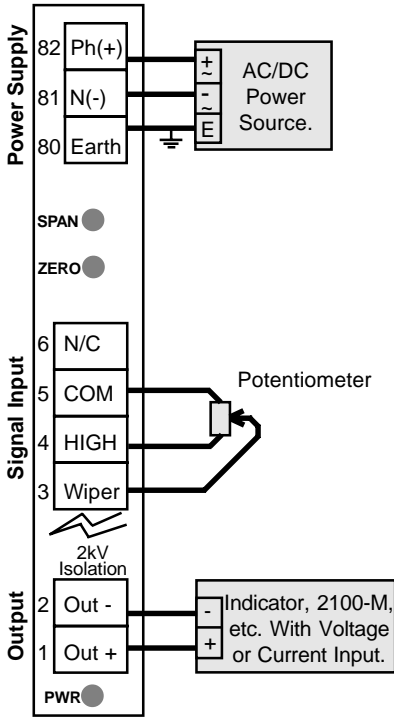 Power Supply
82 Ph(+)
81 N(-)
80 Earth
+
~
-
~
E
AC/DC
Power
Source.
SPAN
ZERO
Signal Input
6 N/C
5 COM
4 HIGH
3 Wiper
Potentiometer
2kV
Isolation
Output
2 Out -
1 Out +
-
+
Indicator, 2100-M,
etc. With Voltage
or Current Input.
PWR